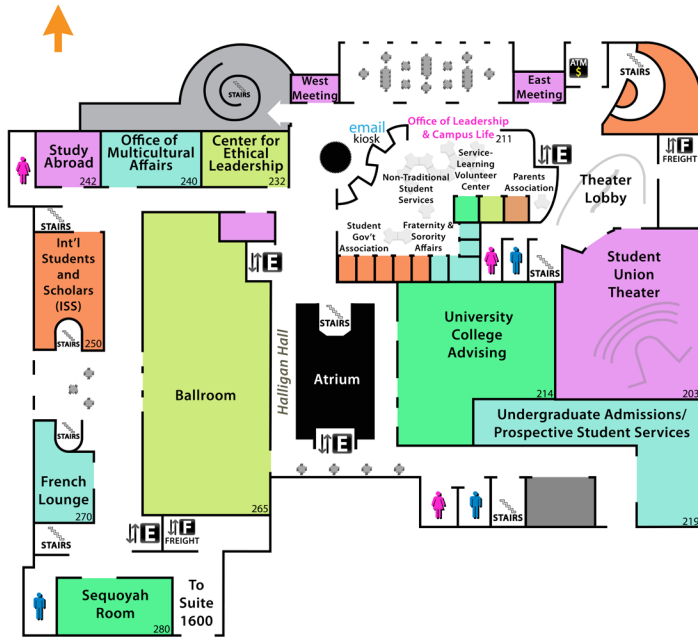 West
Meeting
East
Meeting
ATM
$
STAIRS
STAIRS
email
kiosk
Office of Leadership
& Campus Life
211
Study
Abroad
242
Office of
Multicultural
Affairs
240
Center for
Ethical
Leadership
232
Non-Traditional
Student
Services
Service-
Learning
Volunteer
Center
Parents
Association
E
F
FREIGHT
Theater
Lobby
STAIRS
Int'l
Students
and
Scholars
(ISS)
250
STAIRS
E
Student
Gov't
Association
Fraternity &
Sorority
Affairs
STAIRS
Student
Union
Theater
203
STAIRS
Halligan Hall
Atrium
E
University
College
Advising
214
Ballroom
265
Undergraduate Admissions/
Prospective Student Services
219
STAIRS
French
Lounge
270
STAIRS
E
F
FREIGHT
STAIRS
Sequoyah
Room
280
To
Suite
1600